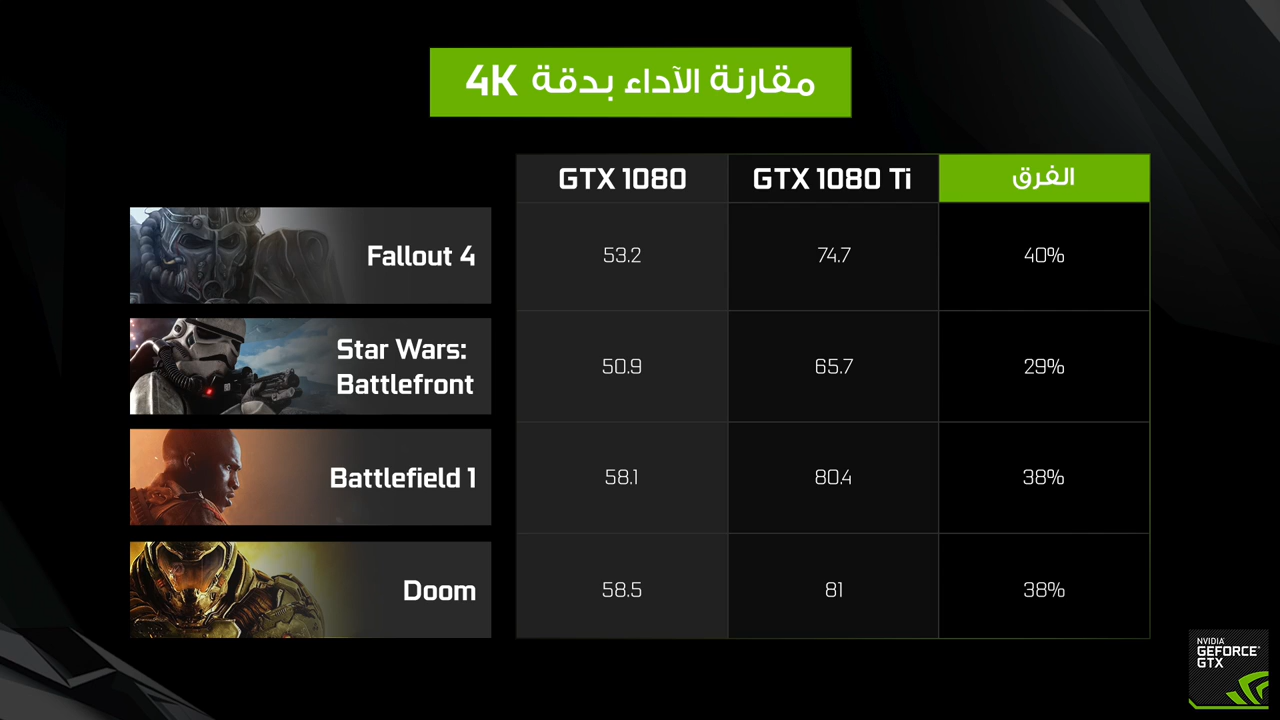 مقارنة الآداء بدقة 4K
GTX 1080 GTX 1080 Ti الفرق
Fallout 4 53.2 74.7 40%
Star Wars:
Battlefront 50.9 65.7 29%
Battlefield 1 58.1 80.4 38%
Doom 58.5 81 38%
NVIDIA
GEFORCE
GTX